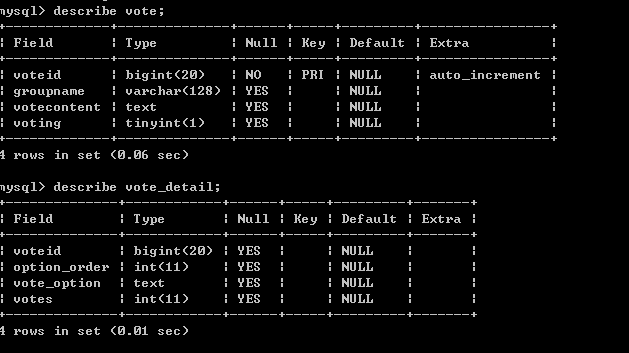 mysql> describe vote;
+-------------+--------------+------+-----+---------+----------------+
| Field       | Type         | Null | Key | Default | Extra          |
+-------------+--------------+------+-----+---------+----------------+
| voteid      | bigint(20)   | NO   | PRI | NULL    | auto_increment |
| groupname   | varchar(128) | YES  |     | NULL    |                |
| votecontent | text         | YES  |     | NULL    |                |
| voting      | tinyint(1)   | YES  |     | NULL    |                |
+-------------+--------------+------+-----+---------+----------------+
4 rows in set (0.06 sec)
mysql> describe vote_detail;
+--------------+------------+------+-----+---------+-------+
| Field        | Type       | Null | Key | Default | Extra |
+--------------+------------+------+-----+---------+-------+
| voteid       | bigint(20) | YES  |     | NULL    |       |
| option_order | int(11)    | YES  |     | NULL    |       |
| vote_option  | text       | YES  |     | NULL    |       |
| votes        | int(11)    | YES  |     | NULL    |       |
+--------------+------------+------+-----+---------+-------+
4 rows in set (0.01 sec)